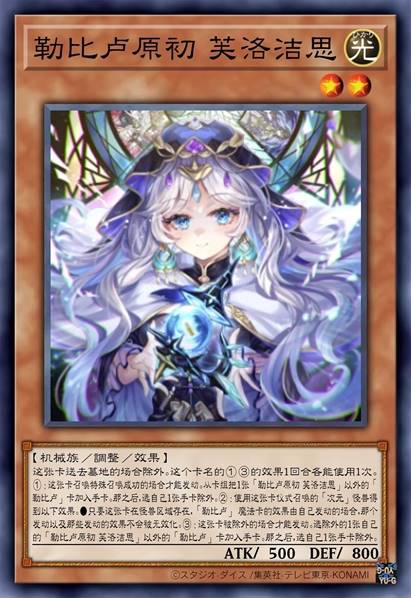 勒比卢原初 芙洛洁思
ひかり
光
【机械族／調整／效果】
这张卡送去墓地的场合除外。这个卡名的①③的效果1回合各能使用1次。
①：这张卡召唤特殊召唤成功的场合才能发动。从卡组把1张「勒比卢原初 芙洛洁思」以外的
「勒比卢」卡加入手卡。那之后，选自己1张手卡除外。②：使用这张卡仪式召唤的「次元」怪兽得
到以下效果。●只要这张卡在怪兽区域存在，「勒比卢」魔法卡的效果由自己发动的场合，那个
发动以及那些发动的效果不会被无效化。③：这张卡被除外的场合才能发动。选除外的1张自己
的「勒比卢原初 芙洛洁思」以外的「勒比卢」卡加入手卡。那之后，选自己1张手卡除外。
ATK/ 500 DEF/ 800
©スタジオ・ダイス /集英社・テレビ東京・KONAMI